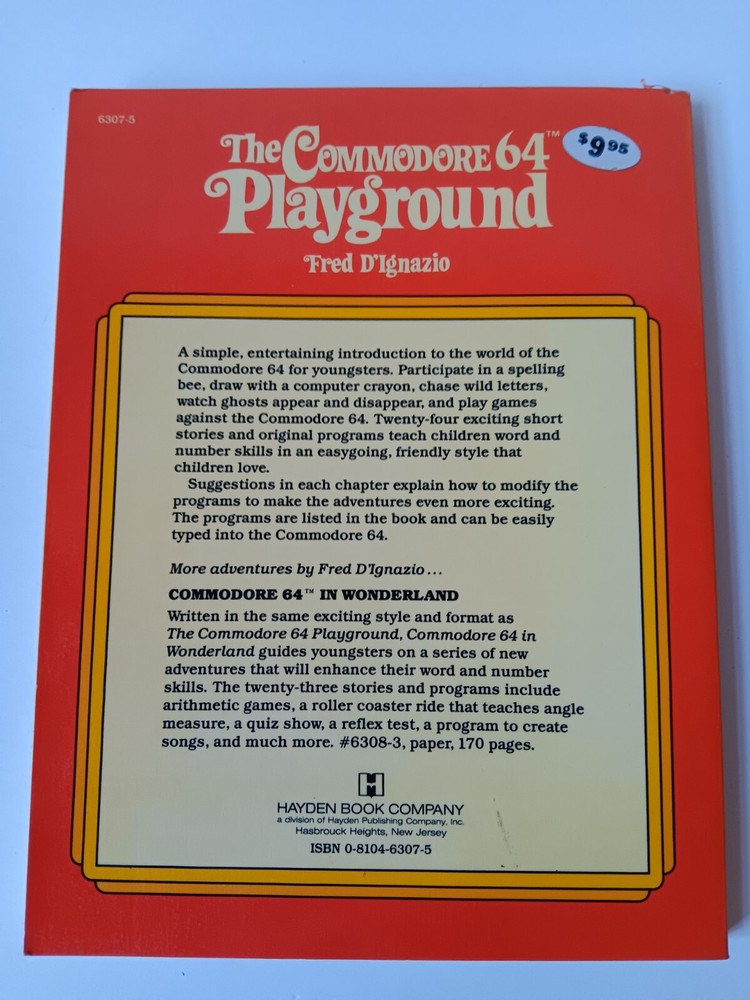 6307-5
The COMMODORE 64™
$9.95
Playground
Fred D'Ignazio
A simple, entertaining introduction to the world of the
Commodore 64 for youngsters. Participate in a spelling
bee, draw with a computer crayon, chase wild letters,
watch ghosts appear and disappear, and play games
against the Commodore 64. Twenty-four exciting short
stories and original programs teach children word and
number skills in an easygoing, friendly style that
children love.
Suggestions in each chapter explain how to modify the
programs to make the adventures even more exciting.
The programs are listed in the book and can be easily
typed into the Commodore 64.
More adventures by Fred D'Ignazio...
COMMODORE 64™ IN WONDERLAND
Written in the same exciting style and format as
The Commodore 64 Playground, Commodore 64 in
Wonderland guides youngsters on a series of new
adventures that will enhance their word and number
skills. The twenty-three stories and programs include
arithmetic games, a roller coaster ride that teaches angle
measure, a quiz show, a reflex test, a program to create
songs, and much more. #6308-3, paper, 170 pages.
H
HAYDEN BOOK COMPANY
a division of Hayden Publishing Company, Inc.
Hasbrouck Heights, New Jersey
ISBN 0-8104-6307-5